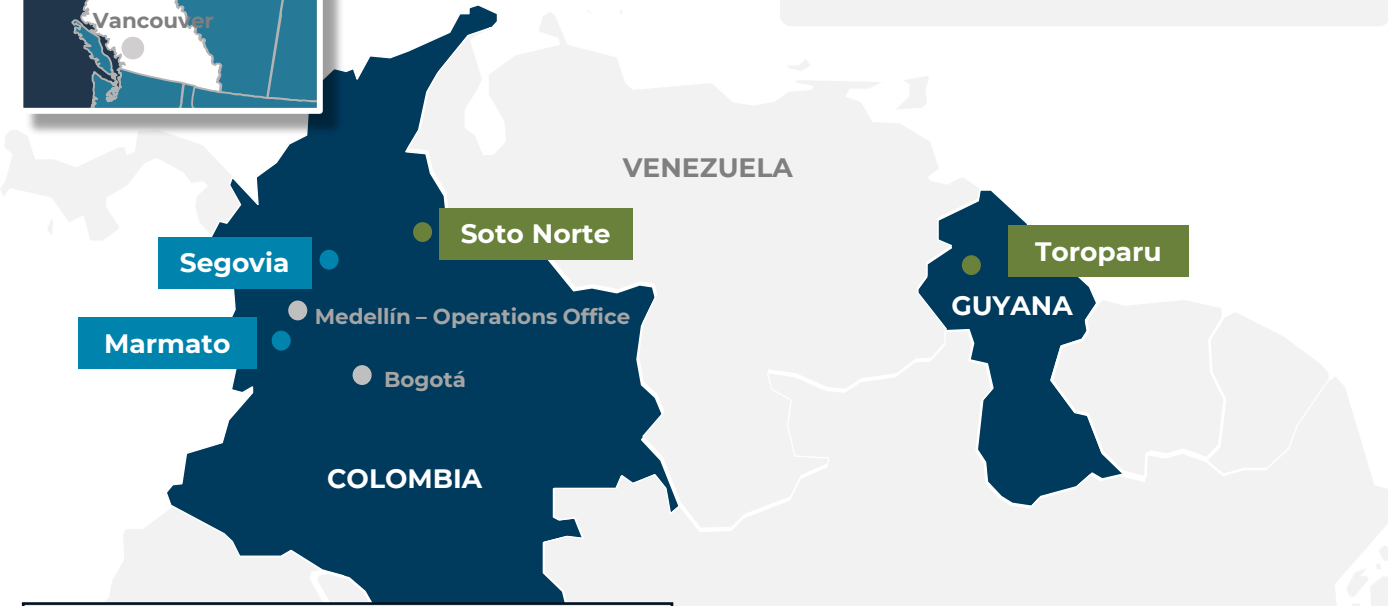 Vancouver
VENEZUELA
Soto Norte
Segovia
Toroparu
GUYANA
Medellín – Operations Office
Marmato
Bogotá
COLOMBIA